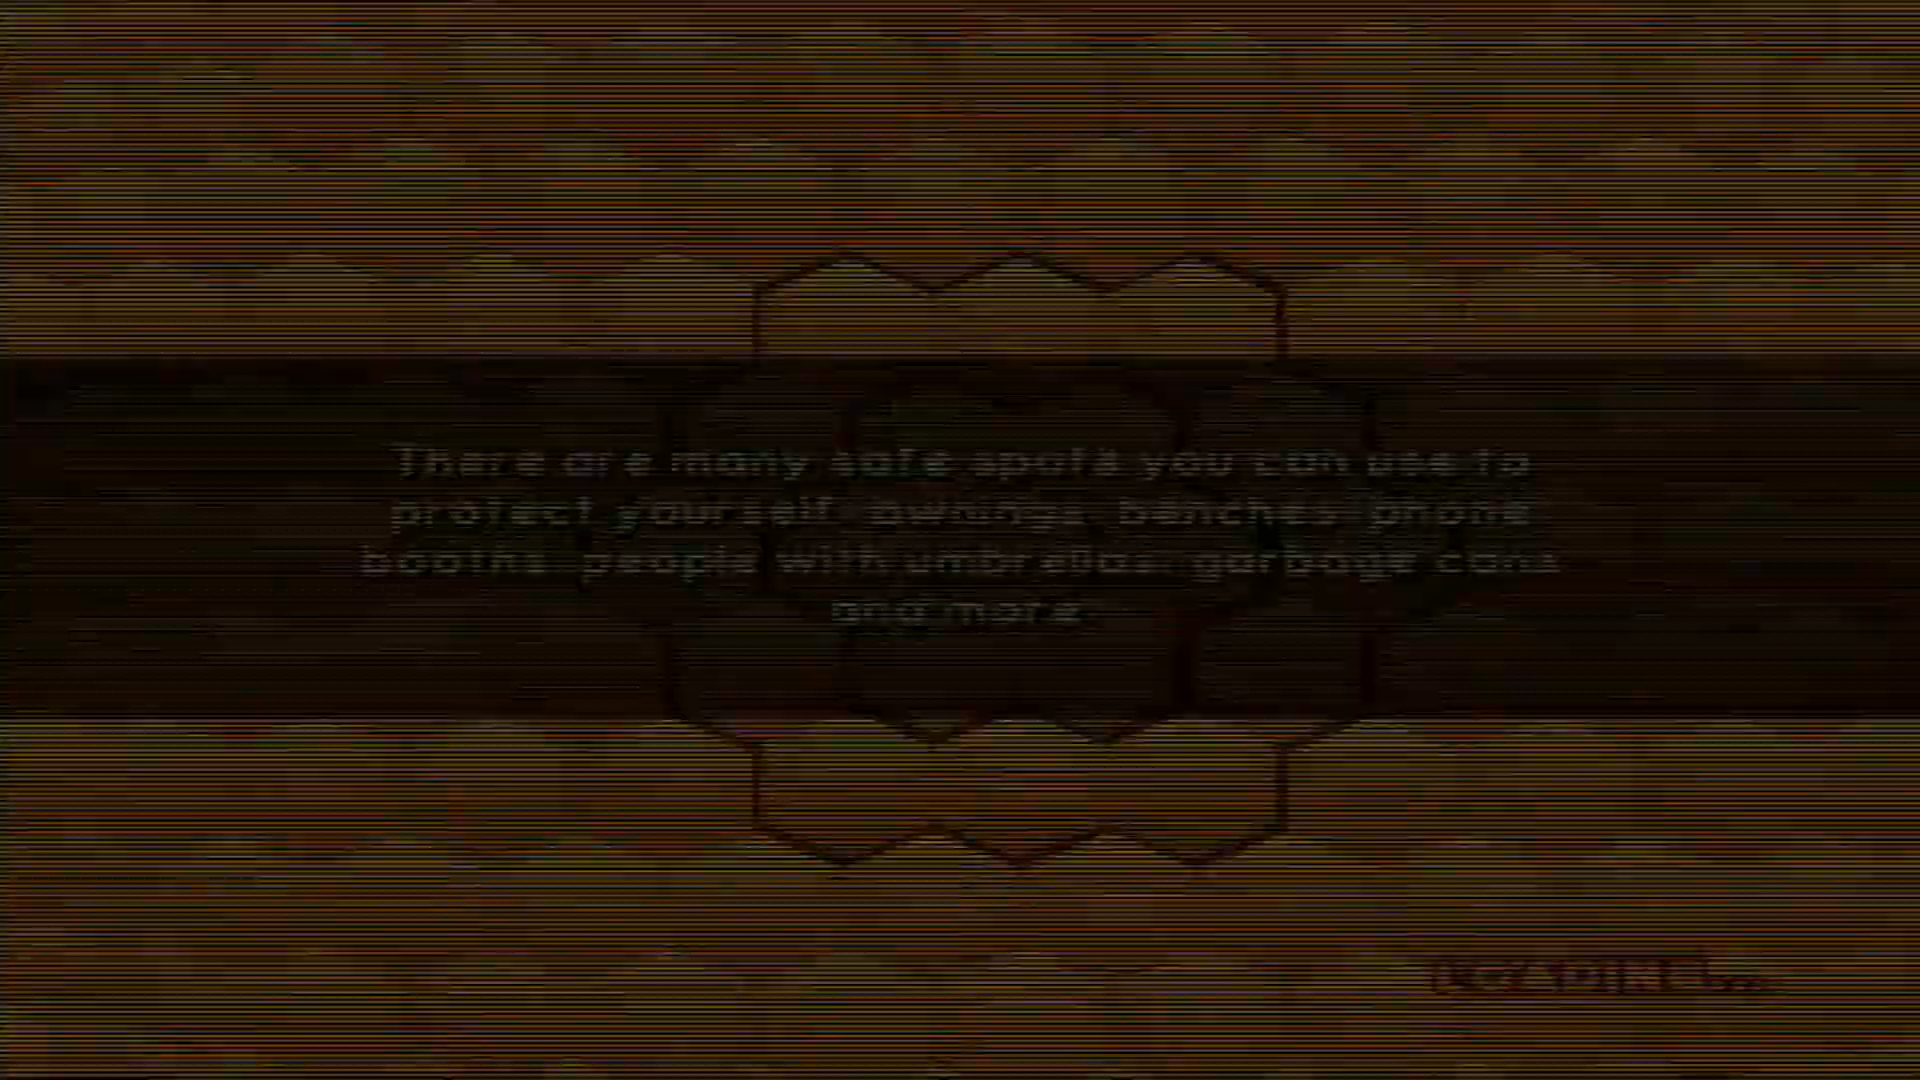 There are many safe spots you can use to
protect yourself: awnings, benches, phone
booths, people with umbrellas, garbage cans
and more.